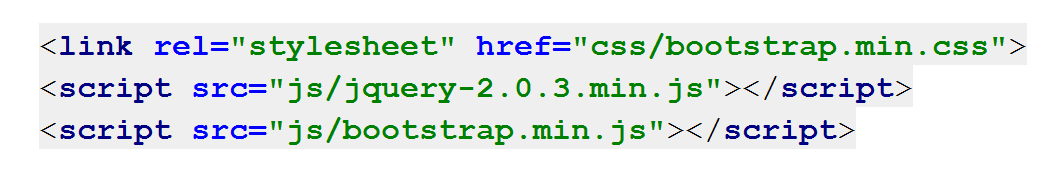 <link rel="stylesheet" href="css/bootstrap.min.css">
<script src="js/jquery-2.0.3.min.js"></script>
<script src="js/bootstrap.min.js"></script>